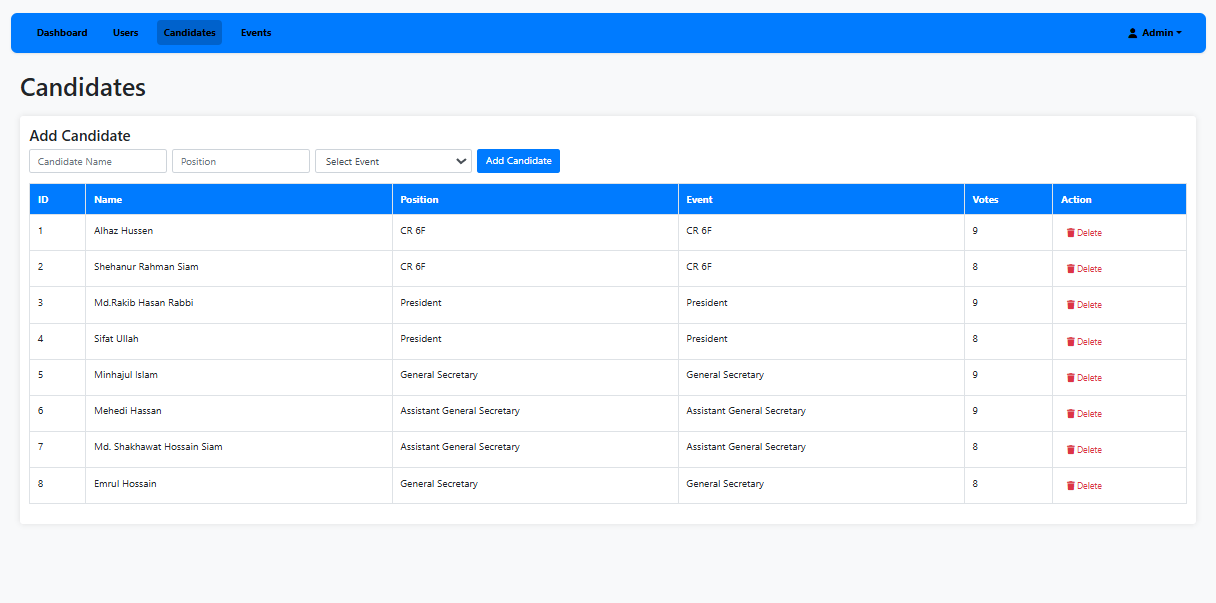 Dashboard Users Candidates Events Admin
Candidates
Add Candidate
Candidate Name Position Select Event Add Candidate
ID Name Position Event Votes Action
1 Alhaz Hussen CR 6F CR 6F 9 Delete
2 Shehanur Rahman Siam CR 6F CR 6F 8 Delete
3 Md.Rakib Hasan Rabbi President President 9 Delete
4 Sifat Ullah President President 8 Delete
5 Minhajul Islam General Secretary General Secretary 9 Delete
6 Mehedi Hassan Assistant General Secretary Assistant General Secretary 9 Delete
7 Md. Shakhawat Hossain Siam Assistant General Secretary Assistant General Secretary 8 Delete
8 Emrul Hossain General Secretary General Secretary 8 Delete